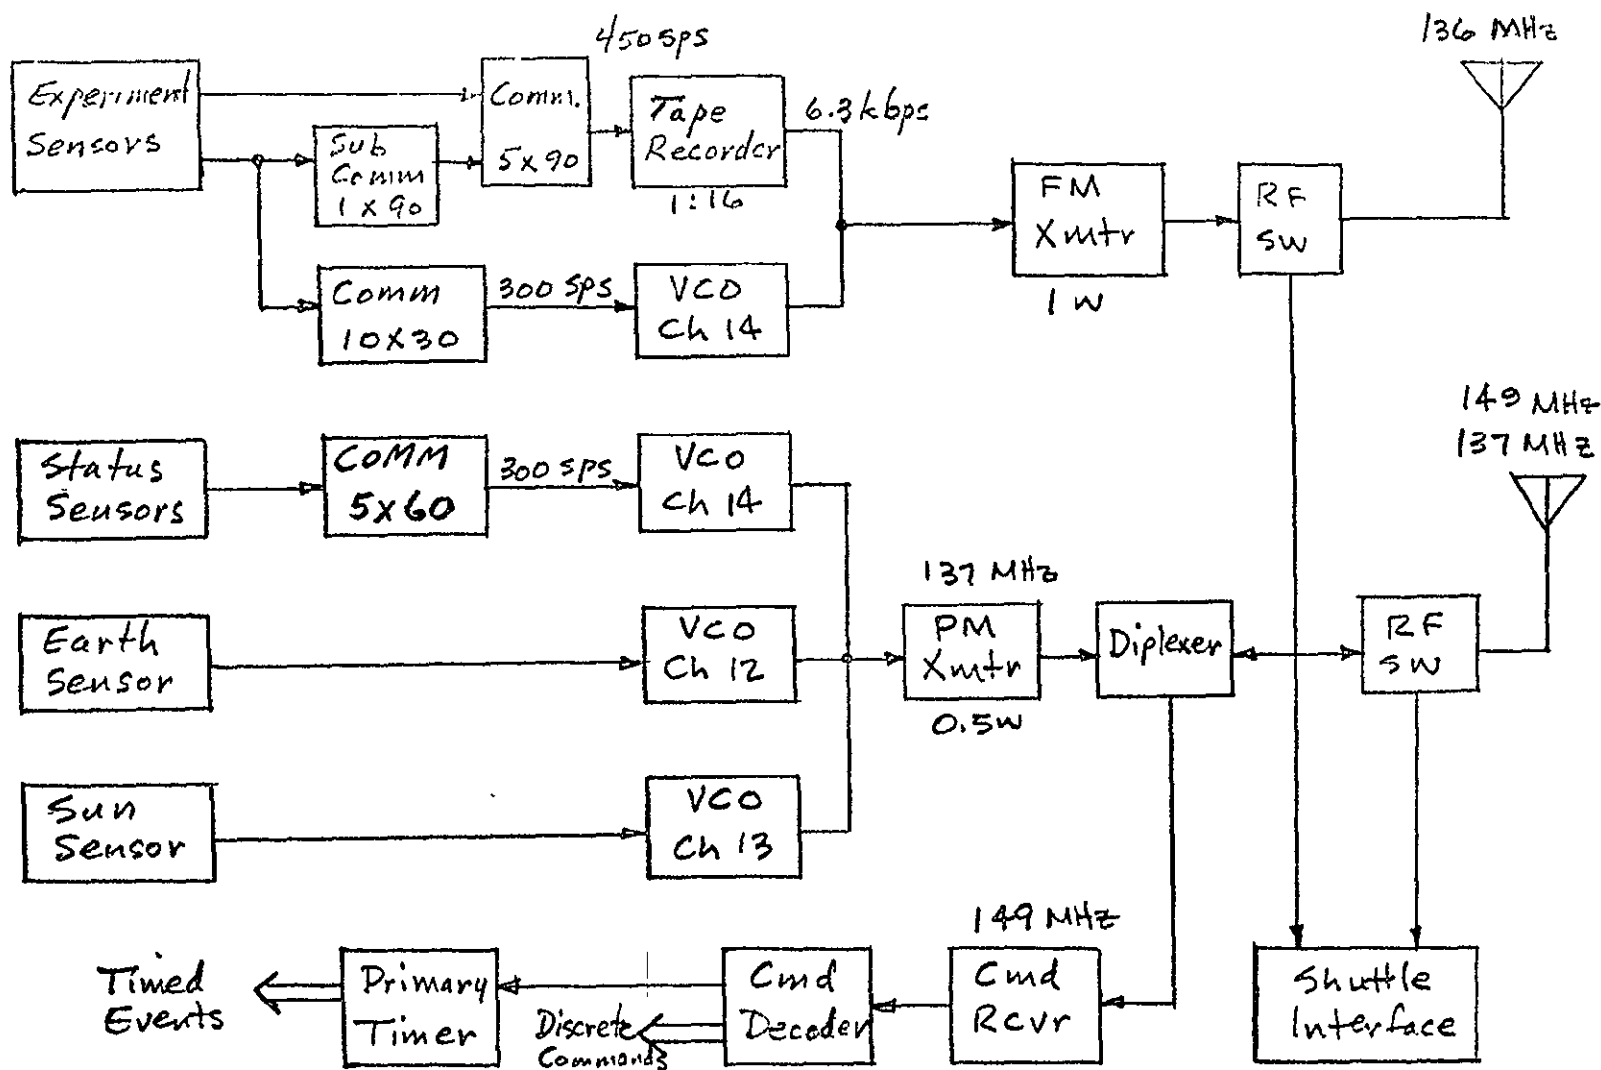 450 sps
136 MHz
Experiment
Sensors
Comm.
5x90
Tape
Recorder
1:16
6.3 kbps
Sub
Comm
1 x 90
FM
Xmtr
1 W
RF
SW
Comm
10X30
300 SPS
VCO
Ch 14
149 MHz
137 MHz
Status
Sensors
COMM
5X60
300 SPS
VCO
Ch 14
137 MHz
Earth
Sensor
VCO
Ch 12
PM
Xmtr
0.5W
Diplexer
RF
SW
Sun
Sensor
VCO
Ch 13
149 MHz
Timed
Events
Primary
Timer
Discrete
Commands
Cmd
Decoder
Cmd
Rcvr
Shuttle
Interface